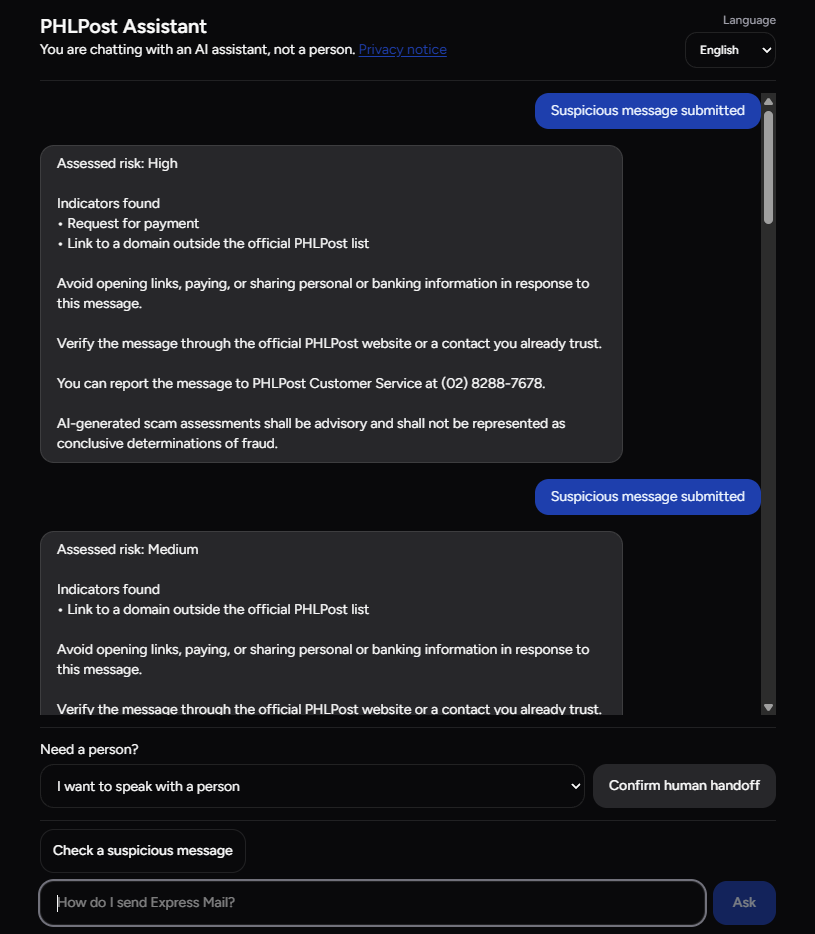 PHLPost Assistant
You are chatting with an AI assistant, not a person. Privacy notice
Language
English
Suspicious message submitted
Assessed risk: High
Indicators found
• Request for payment
• Link to a domain outside the official PHLPost list
Avoid opening links, paying, or sharing personal or banking information in response to
this message.
Verify the message through the official PHLPost website or a contact you already trust.
You can report the message to PHLPost Customer Service at (02) 8288-7678.
AI-generated scam assessments shall be advisory and shall not be represented as
conclusive determinations of fraud.
Suspicious message submitted
Assessed risk: Medium
Indicators found
• Link to a domain outside the official PHLPost list
Avoid opening links, paying, or sharing personal or banking information in response to
this message.
Verify the message through the official PHLPost website or a contact you already trust.
Need a person?
I want to speak with a person
Confirm human handoff
Check a suspicious message
How do I send Express Mail?
Ask